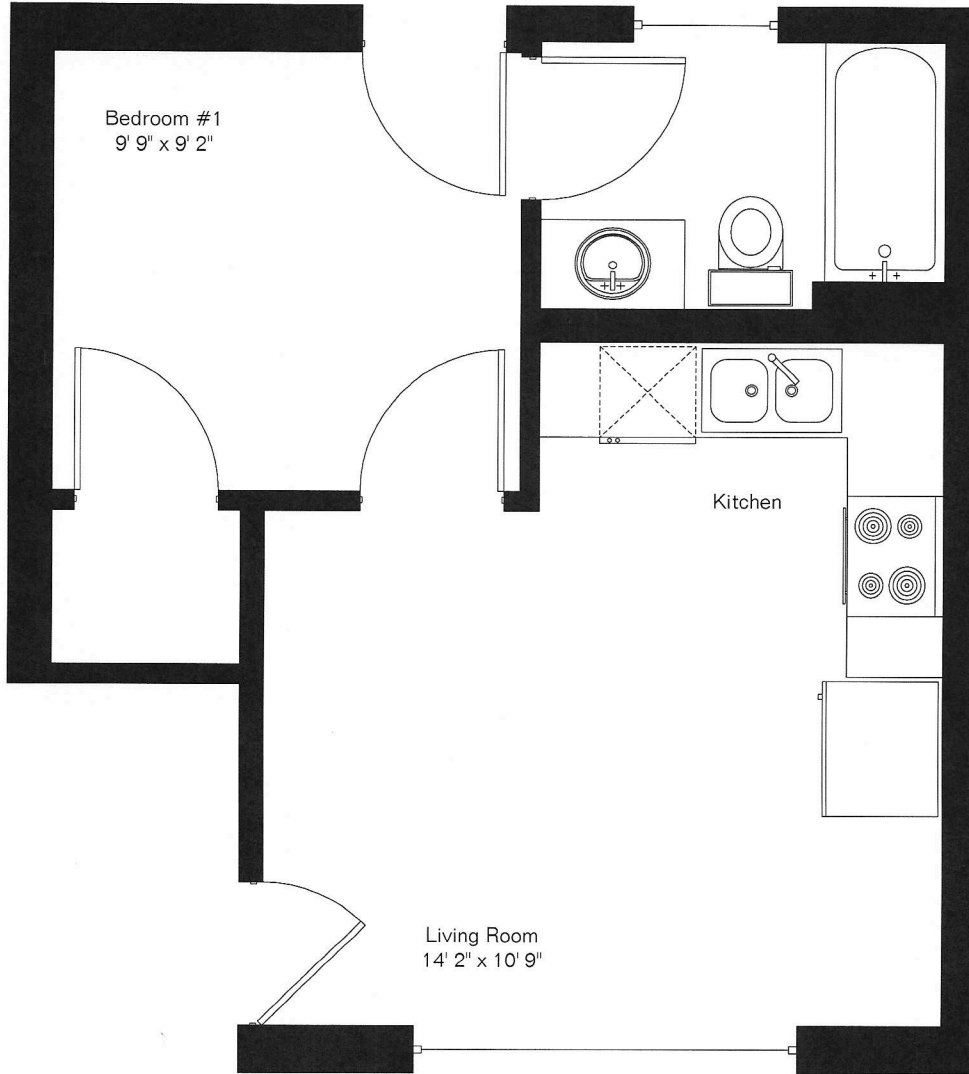 Bedroom #1
9' 9" x 9' 2"
Kitchen
Living Room
14' 2" x 10' 9"